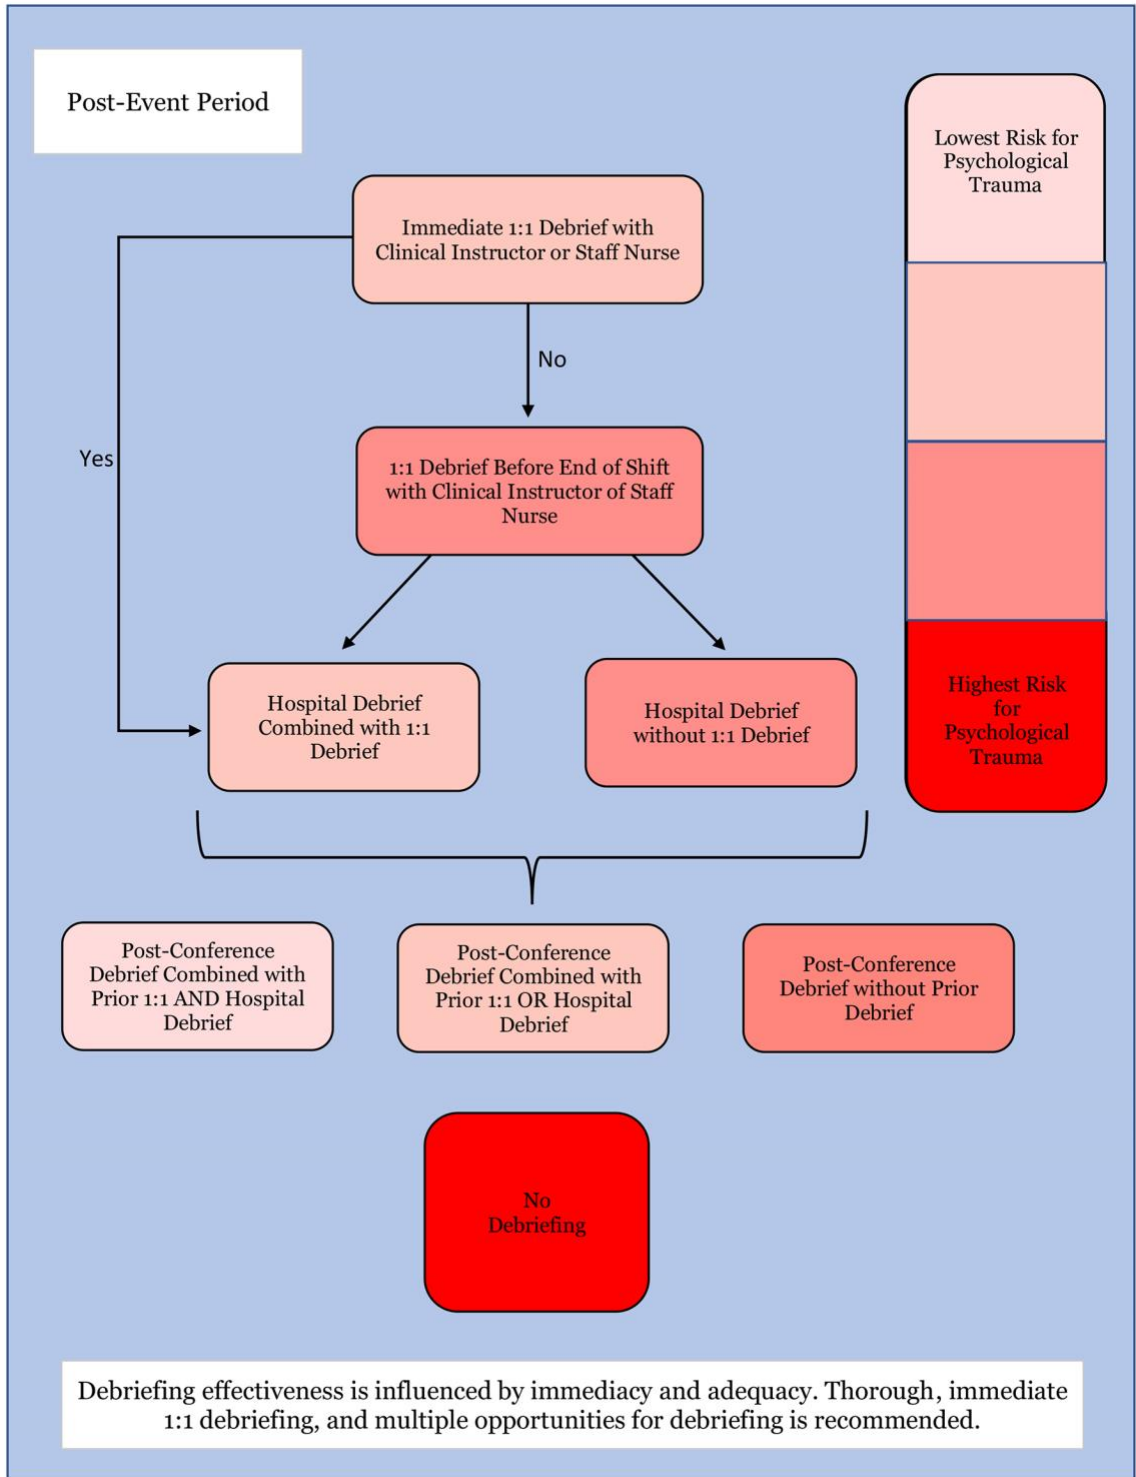 Post-Event Period
Lowest Risk for
Psychological
Trauma
Immediate 1:1 Debrief with
Clinical Instructor or Staff Nurse
No
Yes
1:1 Debrief Before End of Shift
with Clinical Instructor of Staff
Nurse
Hospital Debrief
Combined with 1:1
Debrief
Hospital Debrief
without 1:1 Debrief
Highest Risk
for
Psychological
Trauma
Post-Conference
Debrief Combined with
Prior 1:1 AND Hospital
Debrief
Post-Conference
Debrief Combined with
Prior 1:1 OR Hospital
Debrief
Post-Conference
Debrief without Prior
Debrief
No
Debriefing
Debriefing effectiveness is influenced by immediacy and adequacy. Thorough, immediate
1:1 debriefing, and multiple opportunities for debriefing is recommended.